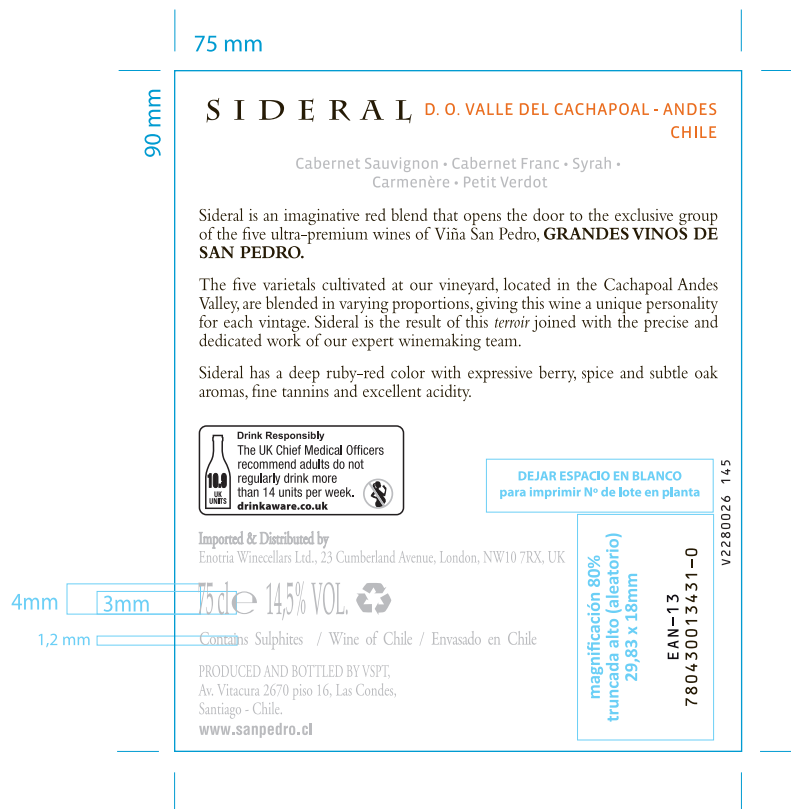 75 mm
90 mm
SIDERAL D. O. VALLE DEL CACHAPOAL - ANDES
CHILE
Cabernet Sauvignon • Cabernet Franc • Syrah •
Carmenère • Petit Verdot
Sideral is an imaginative red blend that opens the door to the exclusive group
of the five ultra-premium wines of Viña San Pedro, GRANDES VINOS DE
SAN PEDRO.
The five varietals cultivated at our vineyard, located in the Cachapoal Andes
Valley, are blended in varying proportions, giving this wine a unique personality
for each vintage. Sideral is the result of this terroir joined with the precise and
dedicated work of our expert winemaking team.
Sideral has a deep ruby-red color with expressive berry, spice and subtle oak
aromas, fine tannins and excellent acidity.
10.9
UK
UNITS
Drink Responsibly
The UK Chief Medical Officers
recommend adults do not
regularly drink more
than 14 units per week.
drinkaware.co.uk
DEJAR ESPACIO EN BLANCO
para imprimir Nº de lote en planta
V2280026 145
Imported & Distributed by
Enotria Winecellars Ltd., 23 Cumberland Avenue, London, NW10 7RX, UK
4mm
3mm
75 cl e 14,5% VOL.
1,2 mm
Contains Sulphites / Wine of Chile / Envasado en Chile
PRODUCED AND BOTTLED BY VSPT,
Av. Vitacura 2670 piso 16, Las Condes,
Santiago - Chile.
www.sanpedro.cl
magnificación 80%
truncada alto (aleatorio)
29,83 x 18mm
EAN-13
780430013431-0